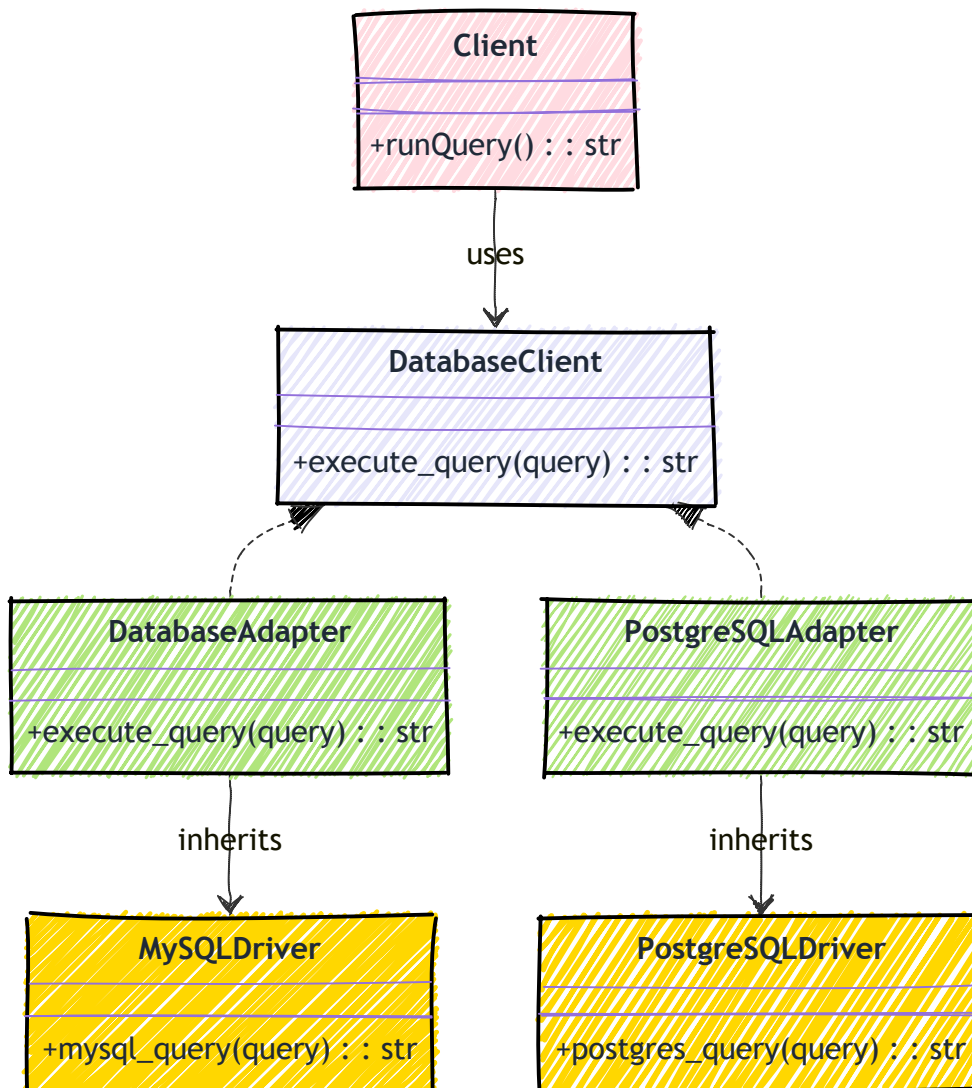 Client
+runQuery() : : str
uses
DatabaseClient
+execute_query(query) : : str
DatabaseAdapter
+execute_query(query) : : str
PostgreSQLAdapter
+execute_query(query) : : str
inherits
inherits
MySQLDriver
+mysql_query(query) : : str
PostgreSQLDriver
+postgres_query(query) : : str